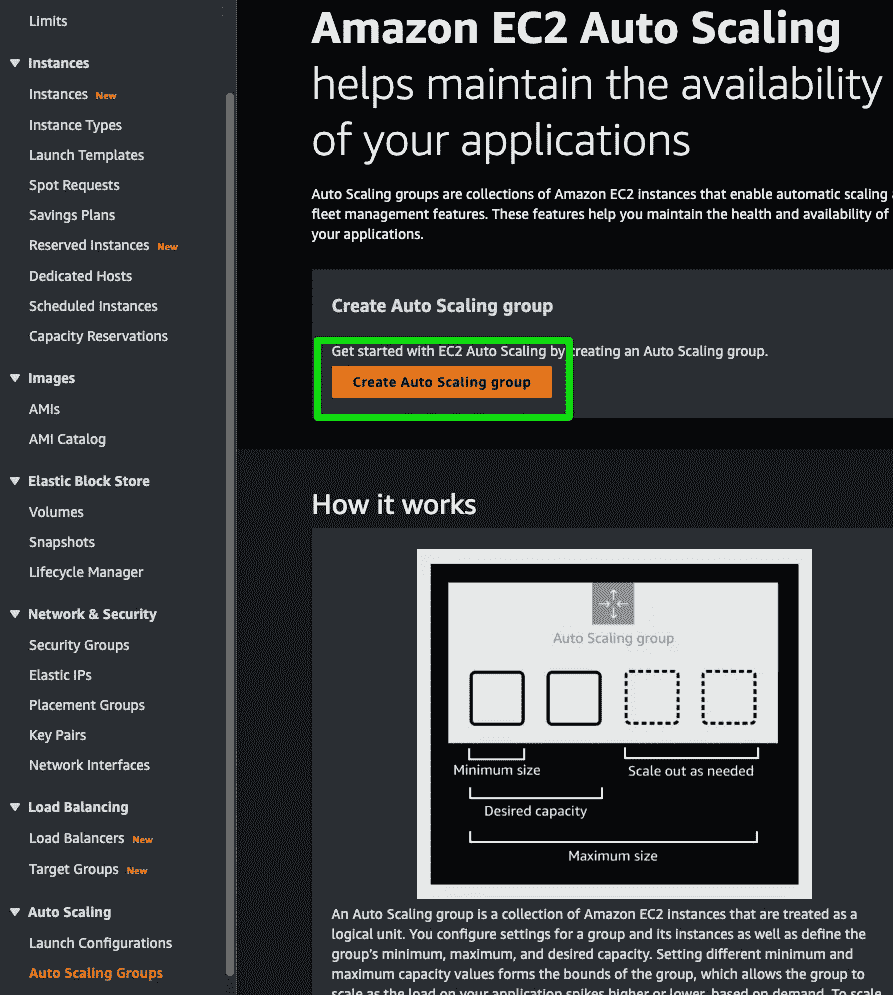 Limits
Instances
Instances New
Instance Types
Launch Templates
Spot Requests
Savings Plans
Reserved Instances New
Dedicated Hosts
Scheduled Instances
Capacity Reservations
Images
AMIs
AMI Catalog
Elastic Block Store
Volumes
Snapshots
Lifecycle Manager
Network & Security
Security Groups
Elastic IPs
Placement Groups
Key Pairs
Network Interfaces
Load Balancing
Load Balancers New
Target Groups New
Auto Scaling
Launch Configurations
Auto Scaling Groups
Amazon EC2 Auto Scaling
helps maintain the availability
of your applications
Auto Scaling groups are collections of Amazon EC2 instances that enable automatic scaling
fleet management features. These features help you maintain the health and availability of
your applications.
Create Auto Scaling group
Get started with EC2 Auto Scaling by creating an Auto Scaling group.
Create Auto Scaling group
How it works
Auto Scaling group
Minimum size
Scale out as needed
Desired capacity
Maximum size
An Auto Scaling group is a collection of Amazon EC2 instances that are treated as a
logical unit. You configure settings for a group and its instances as well as define the
group's minimum, maximum, and desired capacity. Setting different minimum and
maximum capacity values forms the bounds of the group, which allows the group to
scale as the load on your application spikes higher or lower, based on demand. To scale